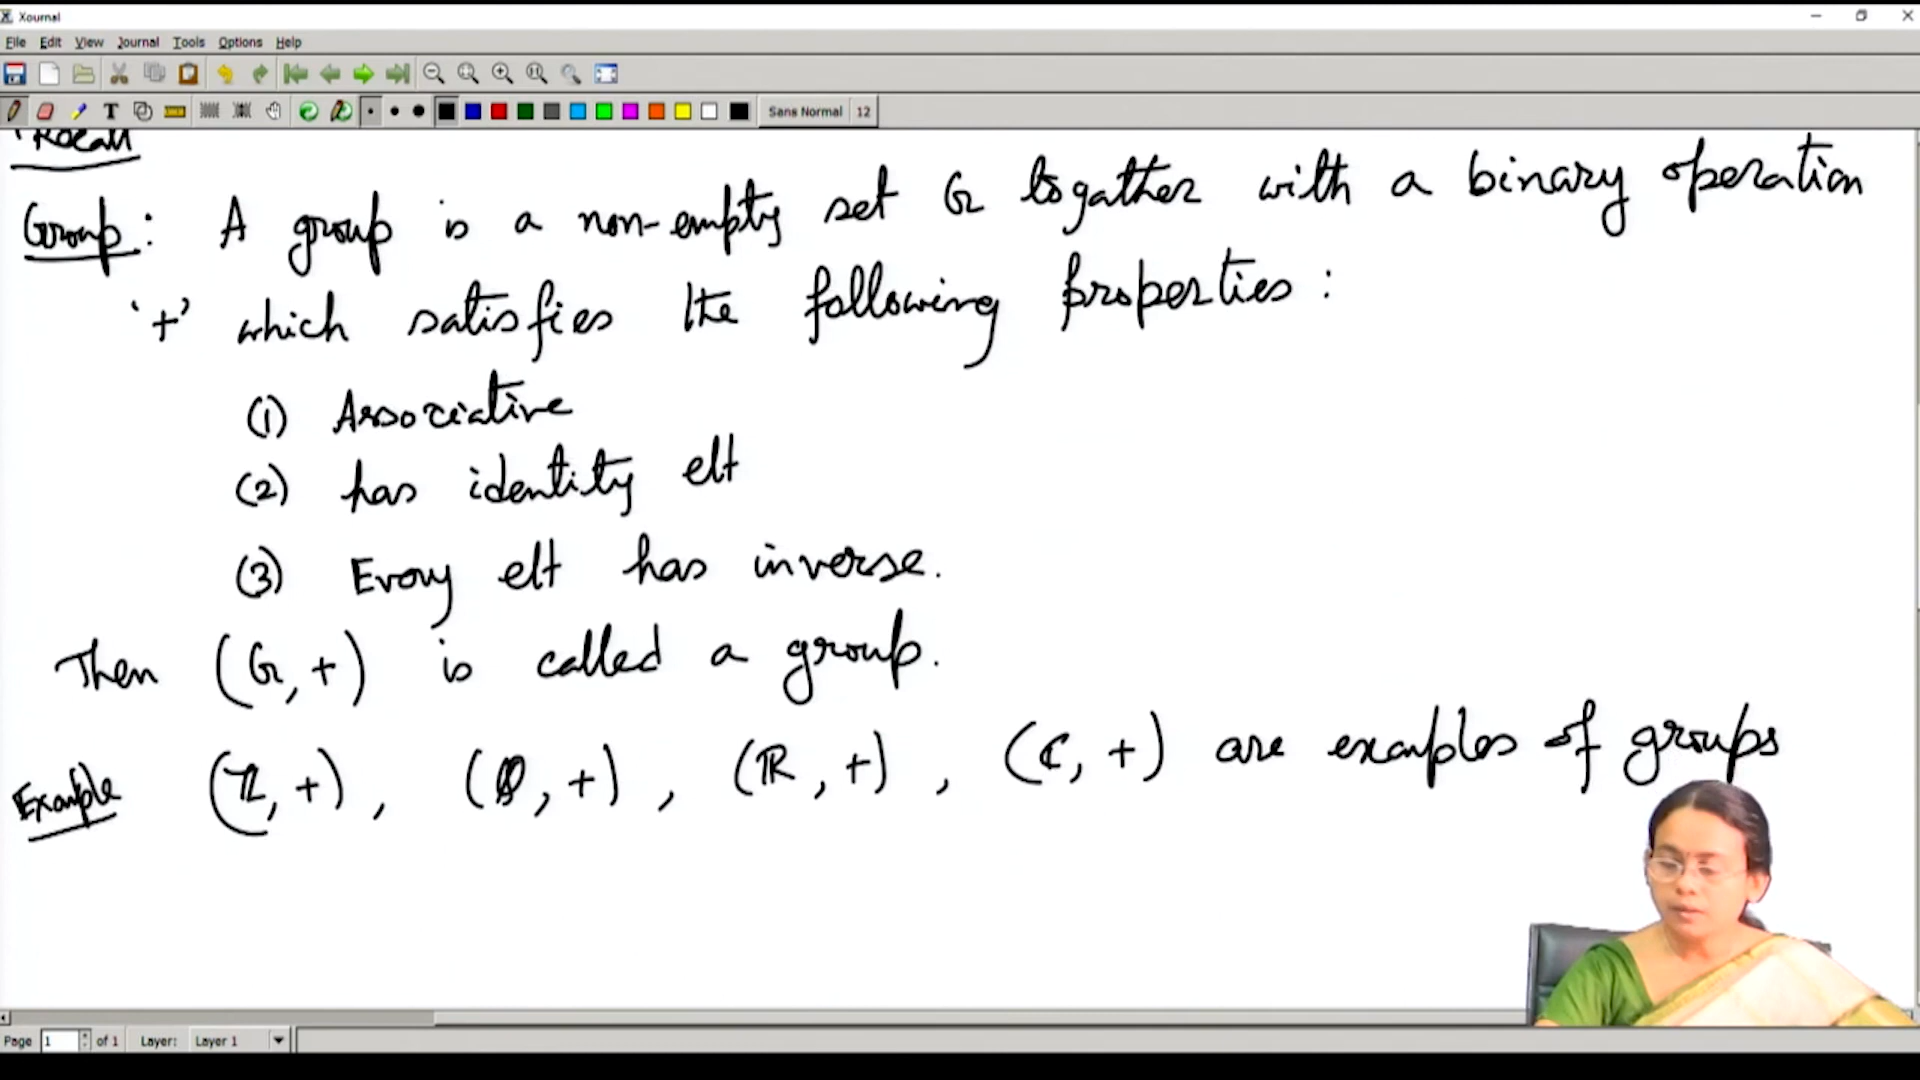 Xournal
File Edit View Journal Tools Options Help
Sans Normal 12
Recall
Group: A group is a non-empty set G togather with a binary operation
'+' which satisfies the following properties:
(1) Associative
(2) has identity elt
(3) Every elt has inverse.
Then (G, +) is called a group.
Example (ℤ, +), (ℚ, +), (ℝ, +), (ℂ, +) are examples of groups
Page 1 of 1 Layer: Layer 1